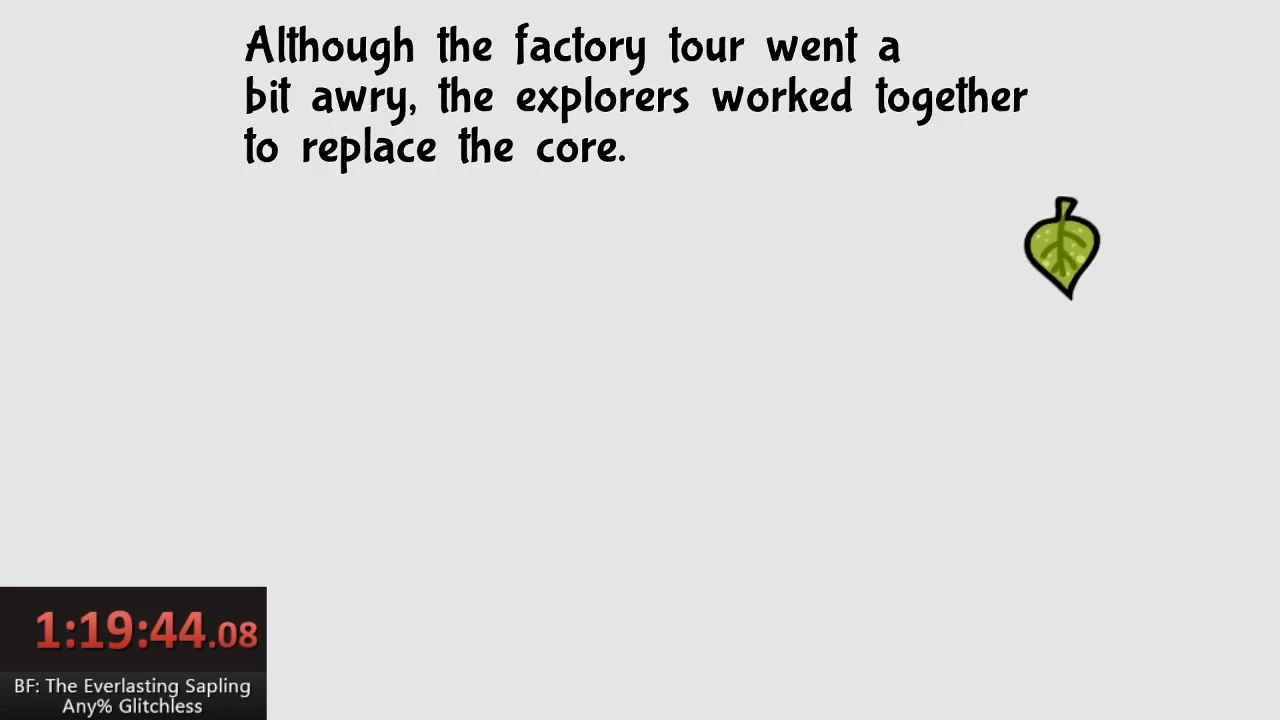 Although the factory tour went a
bit awry, the explorers worked together
to replace the core.
1:19:44.08
BF: The Everlasting Sapling
Any% Glitchless